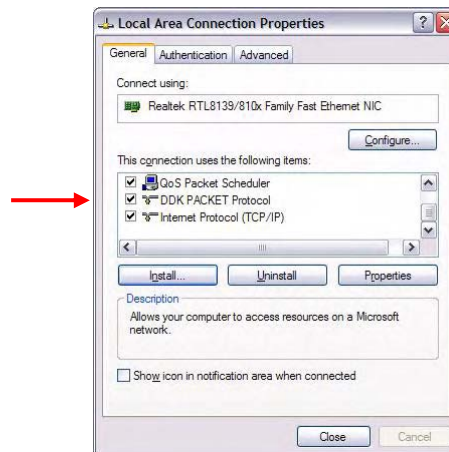 Local Area Connection Properties
General Authentication Advanced
Connect using:
Realtek RTL8139/810x Family Fast Ethernet NIC
Configure...
This connection uses the following items:
QoS Packet Scheduler
DDK PACKET Protocol
Internet Protocol (TCP/IP)
Install... Uninstall Properties
Description
Allows your computer to access resources on a Microsoft
network.
Show icon in notification area when connected
Close Cancel